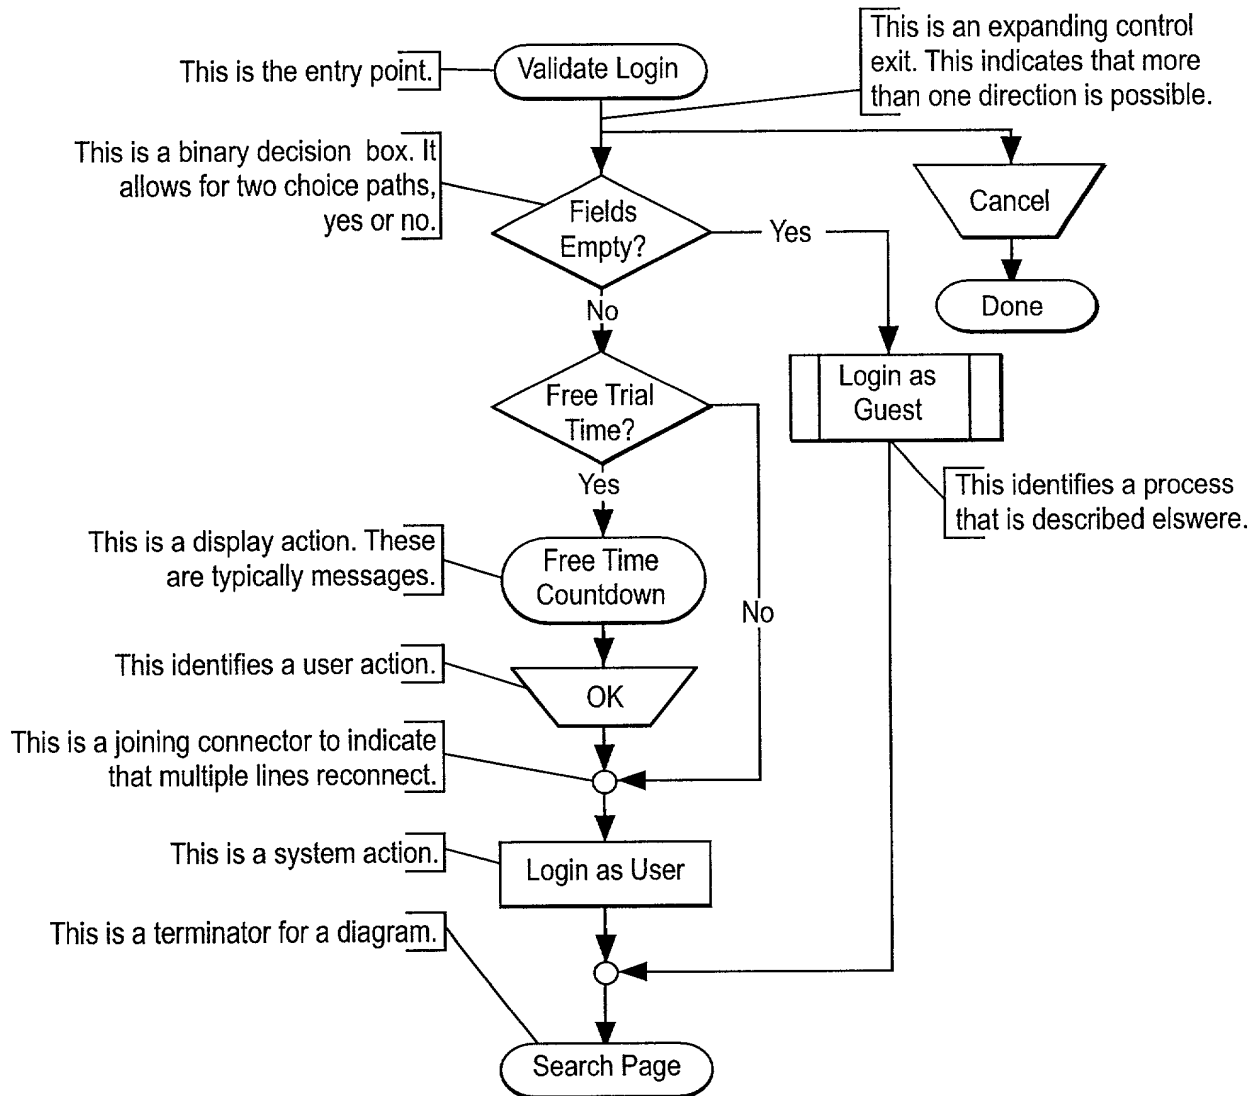 This is an expanding control
exit. This indicates that more
than one direction is possible.
This is the entry point.
Validate Login
This is a binary decision box. It
allows for two choice paths,
yes or no.
Fields
Empty?
Yes
Cancel
Done
No
Login as
Guest
Free Trial
Time?
Yes
This identifies a process
that is described elswere.
This is a display action. These
are typically messages.
Free Time
Countdown
No
This identifies a user action.
OK
This is a joining connector to indicate
that multiple lines reconnect.
This is a system action.
Login as User
This is a terminator for a diagram.
Search Page